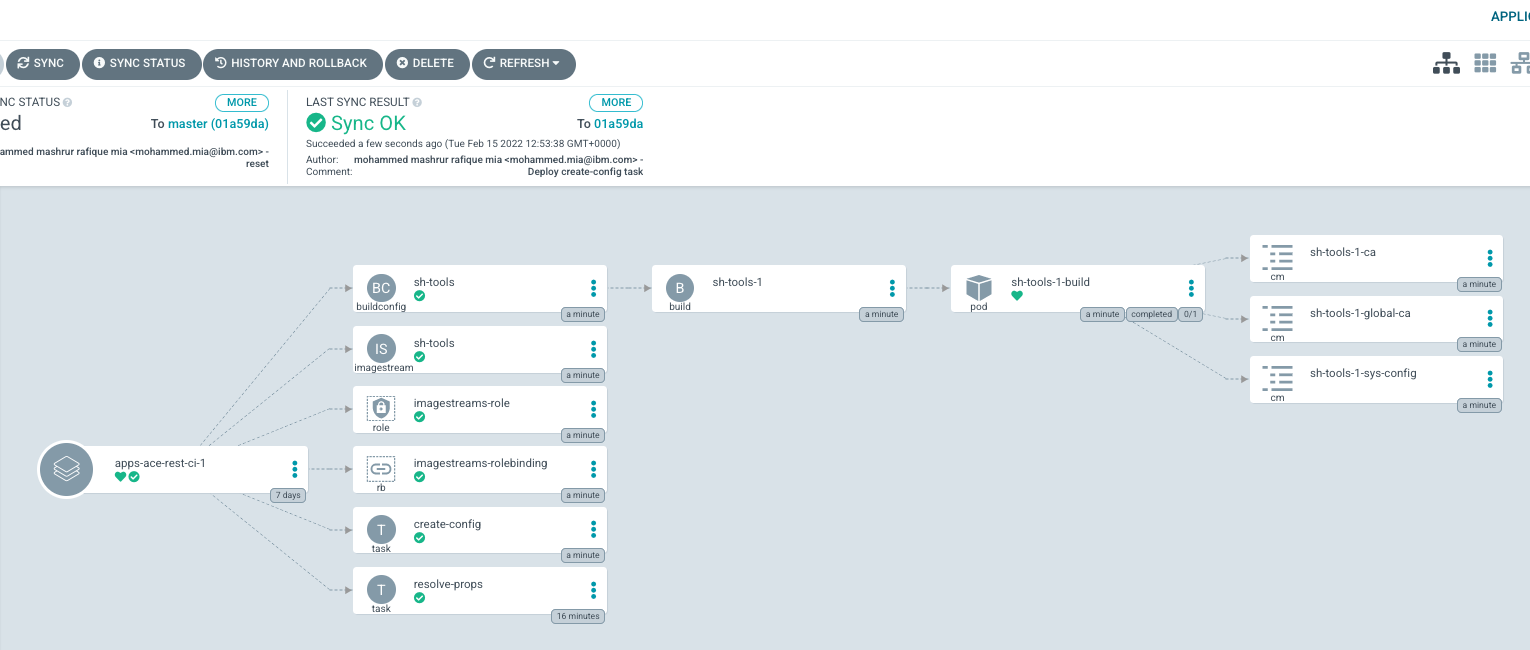 APPLIC
SYNC
SYNC STATUS
HISTORY AND ROLLBACK
DELETE
REFRESH
NC STATUS
MORE
ed
To master (01a59da)
ammed mashrur rafique mia <mohammed.mia@ibm.com> -
reset
LAST SYNC RESULT
MORE
Sync OK
To 01a59da
Succeeded a few seconds ago (Tue Feb 15 2022 12:53:38 GMT+0000)
Author: mohammed mashrur rafique mia <mohammed.mia@ibm.com> -
Comment: Deploy create-config task
apps-ace-rest-ci-1
7 days
BC
buildconfig
sh-tools
a minute
IS
imagestream
sh-tools
a minute
role
imagestreams-role
a minute
rb
imagestreams-rolebinding
a minute
T
task
create-config
a minute
T
task
resolve-props
16 minutes
B
build
sh-tools-1
a minute
pod
sh-tools-1-build
a minute
completed
0/1
cm
sh-tools-1-ca
a minute
cm
sh-tools-1-global-ca
a minute
cm
sh-tools-1-sys-config
a minute